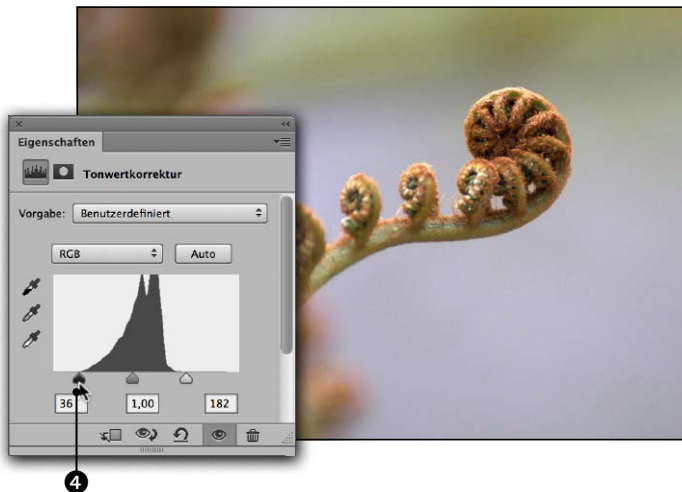 Eigenschaften
Tonwertkorrektur
Vorgabe: Benutzerdefiniert
RGB Auto
36 1,00 182
4